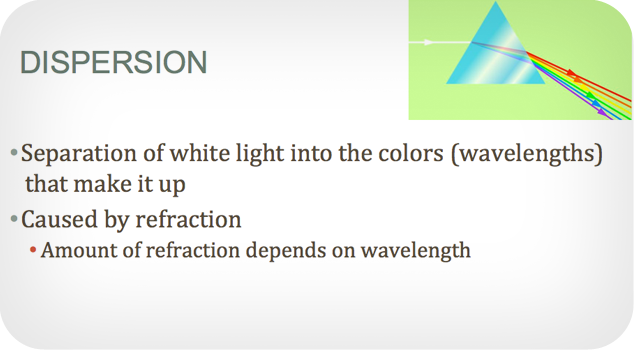 DISPERSION
•Separation of white light into the colors (wavelengths)
that make it up
•Caused by refraction
•Amount of refraction depends on wavelength